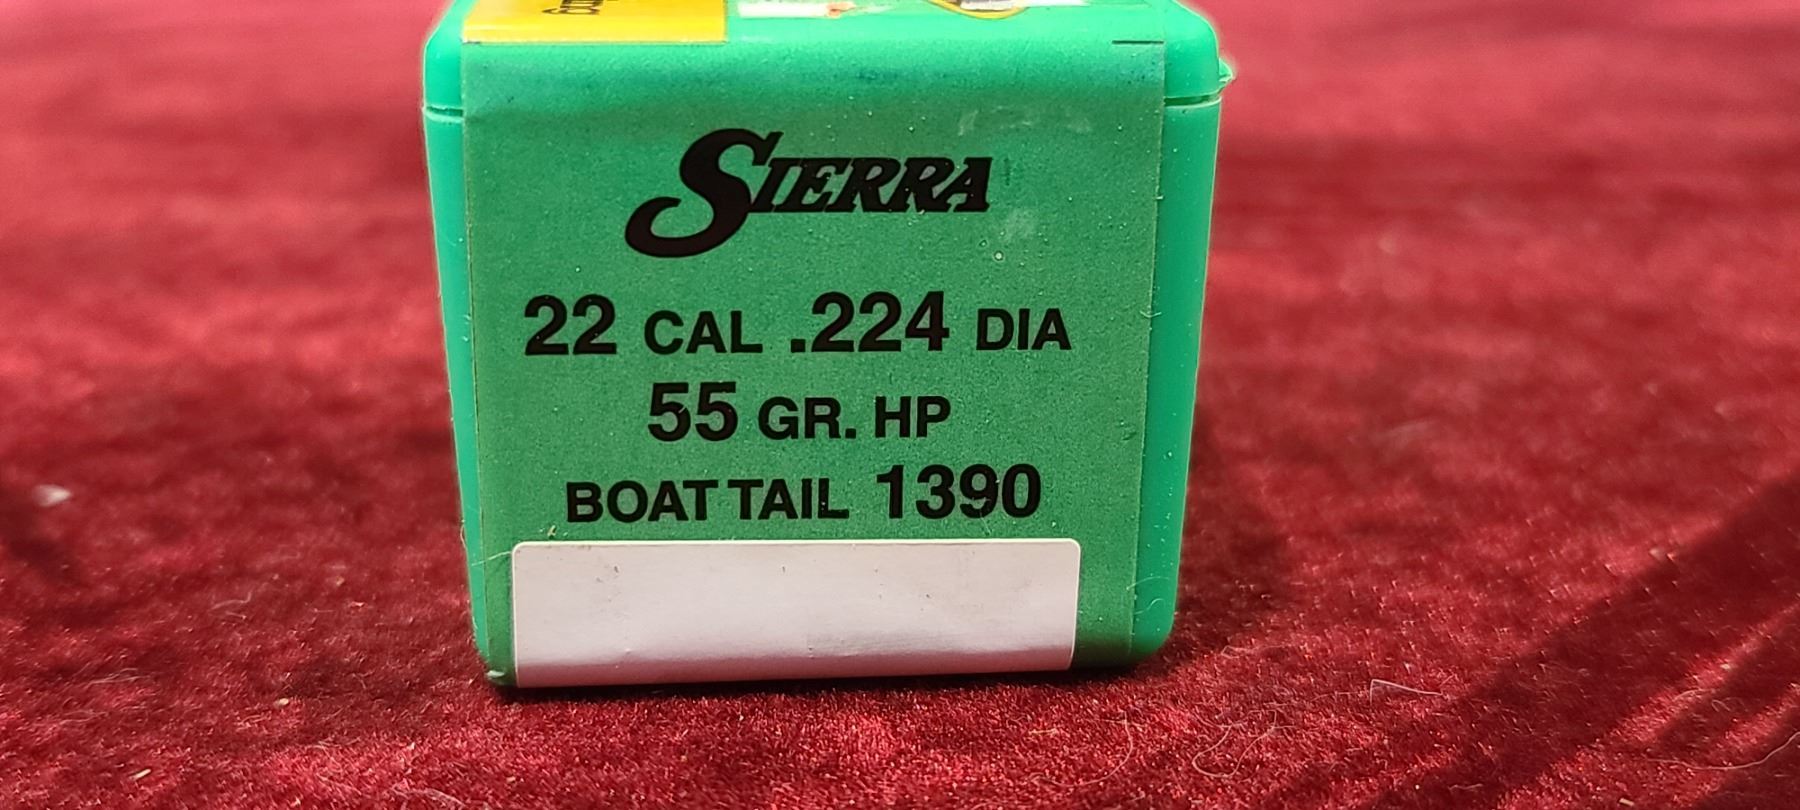 SIERRA
22 CAL .224 DIA
55 GR. HP
BOAT TAIL 1390